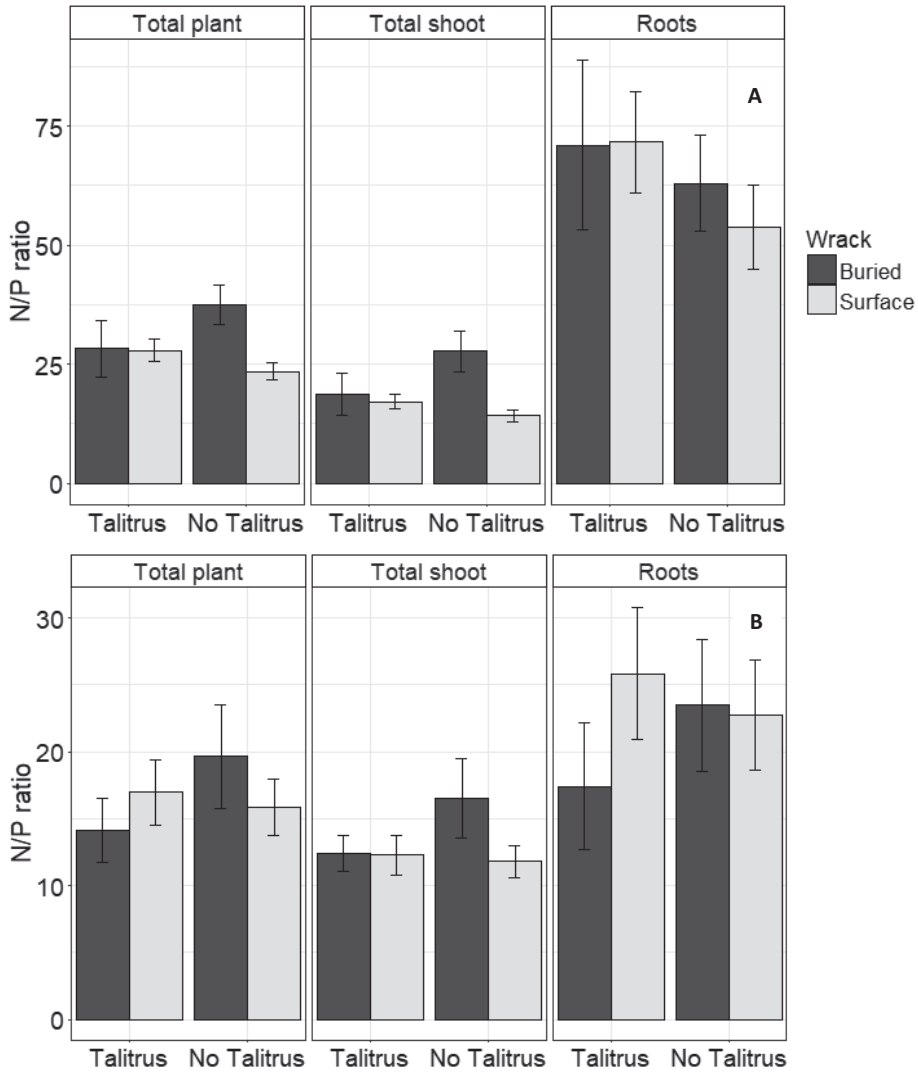 Total plant Total shoot Roots
A
75
50
25
0
N/P ratio
Talitrus No Talitrus Talitrus No Talitrus Talitrus No Talitrus
Wrack
Buried
Surface
Total plant Total shoot Roots
B
30
20
10
0
N/P ratio
Talitrus No Talitrus Talitrus No Talitrus Talitrus No Talitrus